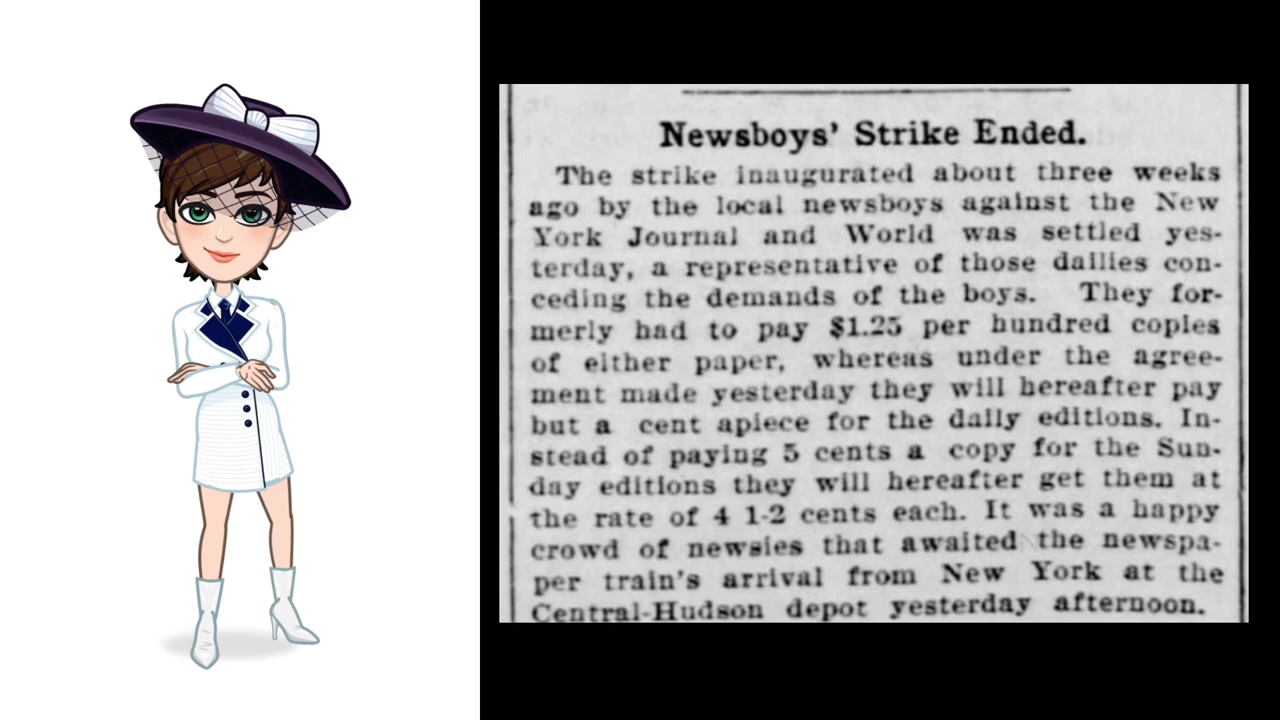 Newsboys' Strike Ended.
The strike inaugurated about three weeks
ago by the local newsboys against the New
York Journal and World was settled yes-
terday, a representative of those dailies con-
ceding the demands of the boys. They for-
merly had to pay $1.25 per hundred copies
of either paper, whereas under the agree-
ment made yesterday they will hereafter pay
but a cent apiece for the daily editions. In-
stead of paying 5 cents a copy for the Sun-
day editions they will hereafter get them at
the rate of 4 1-2 cents each. It was a happy
crowd of newsies that awaited the newspa-
per train's arrival from New York at the
Central-Hudson depot yesterday afternoon.